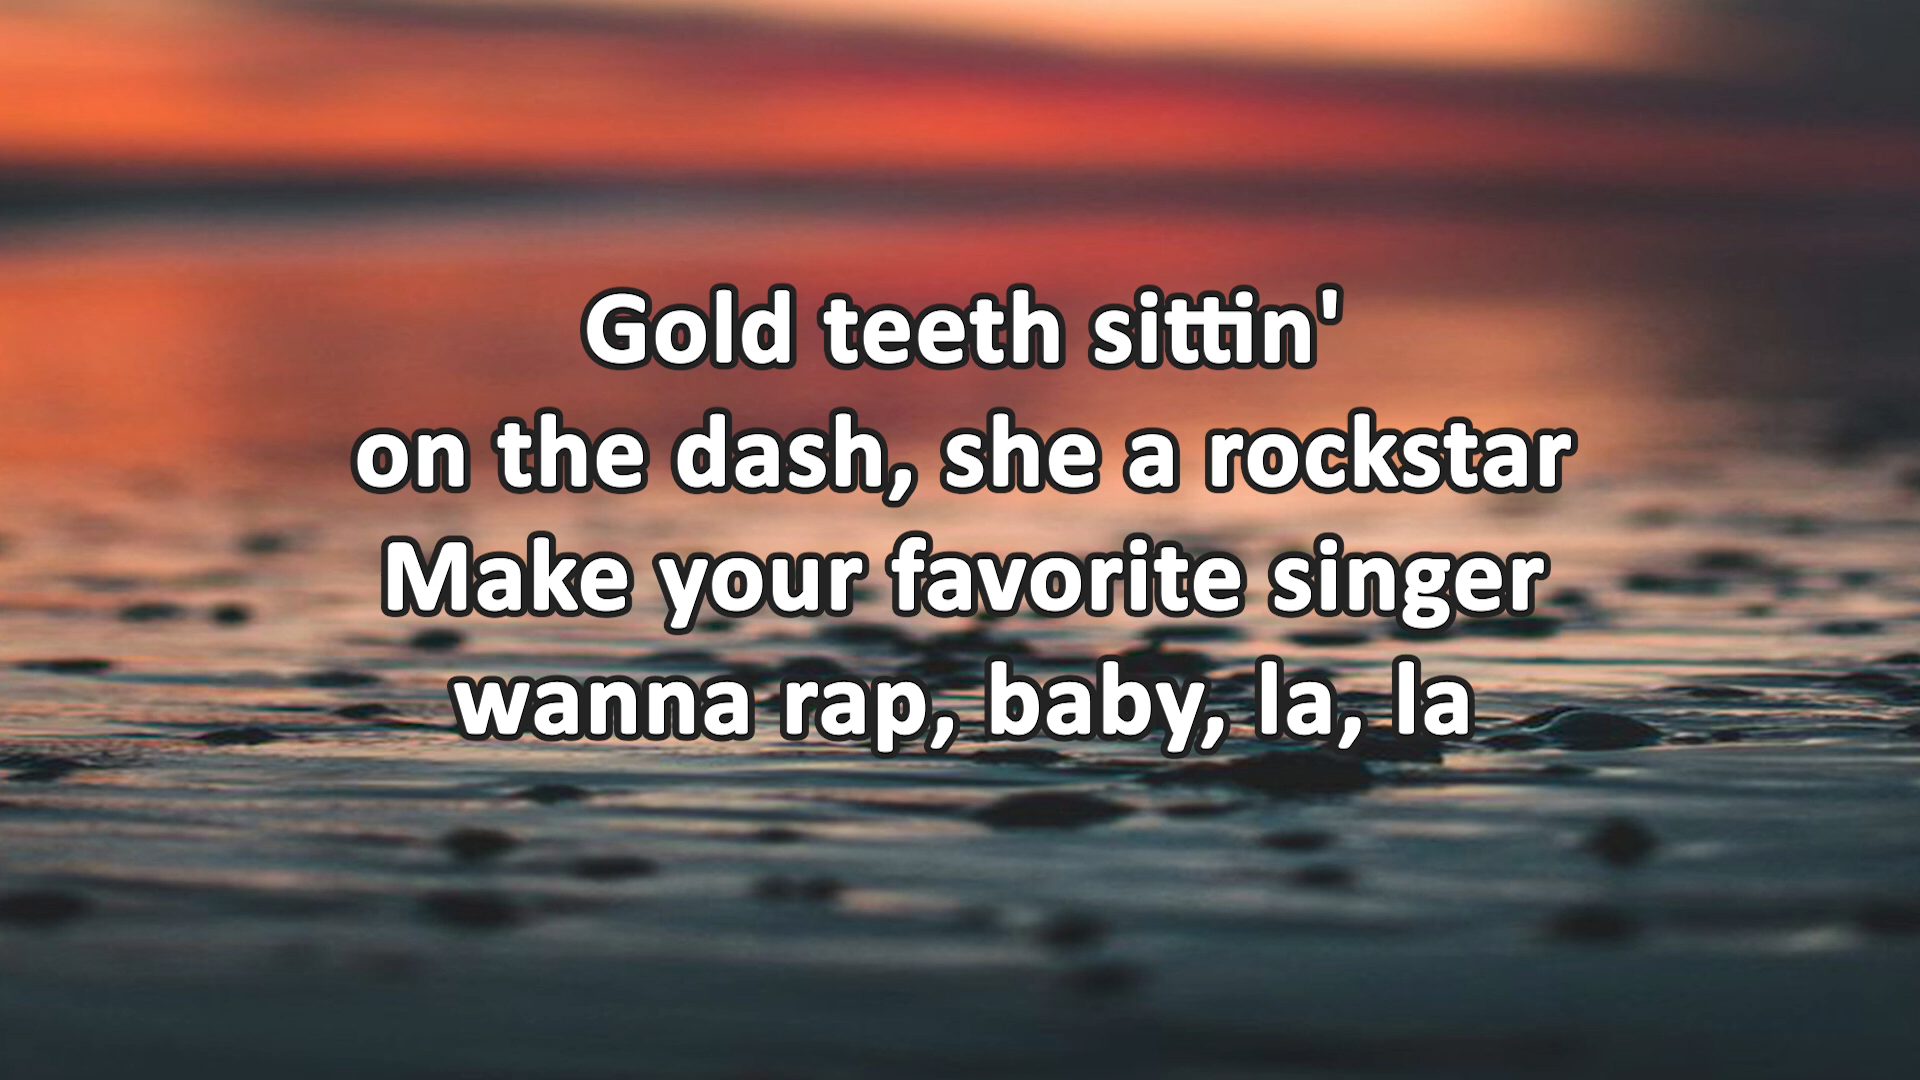 Gold teeth sittin'
on the dash, she a rockstar
Make your favorite singer
wanna rap, baby, la, la